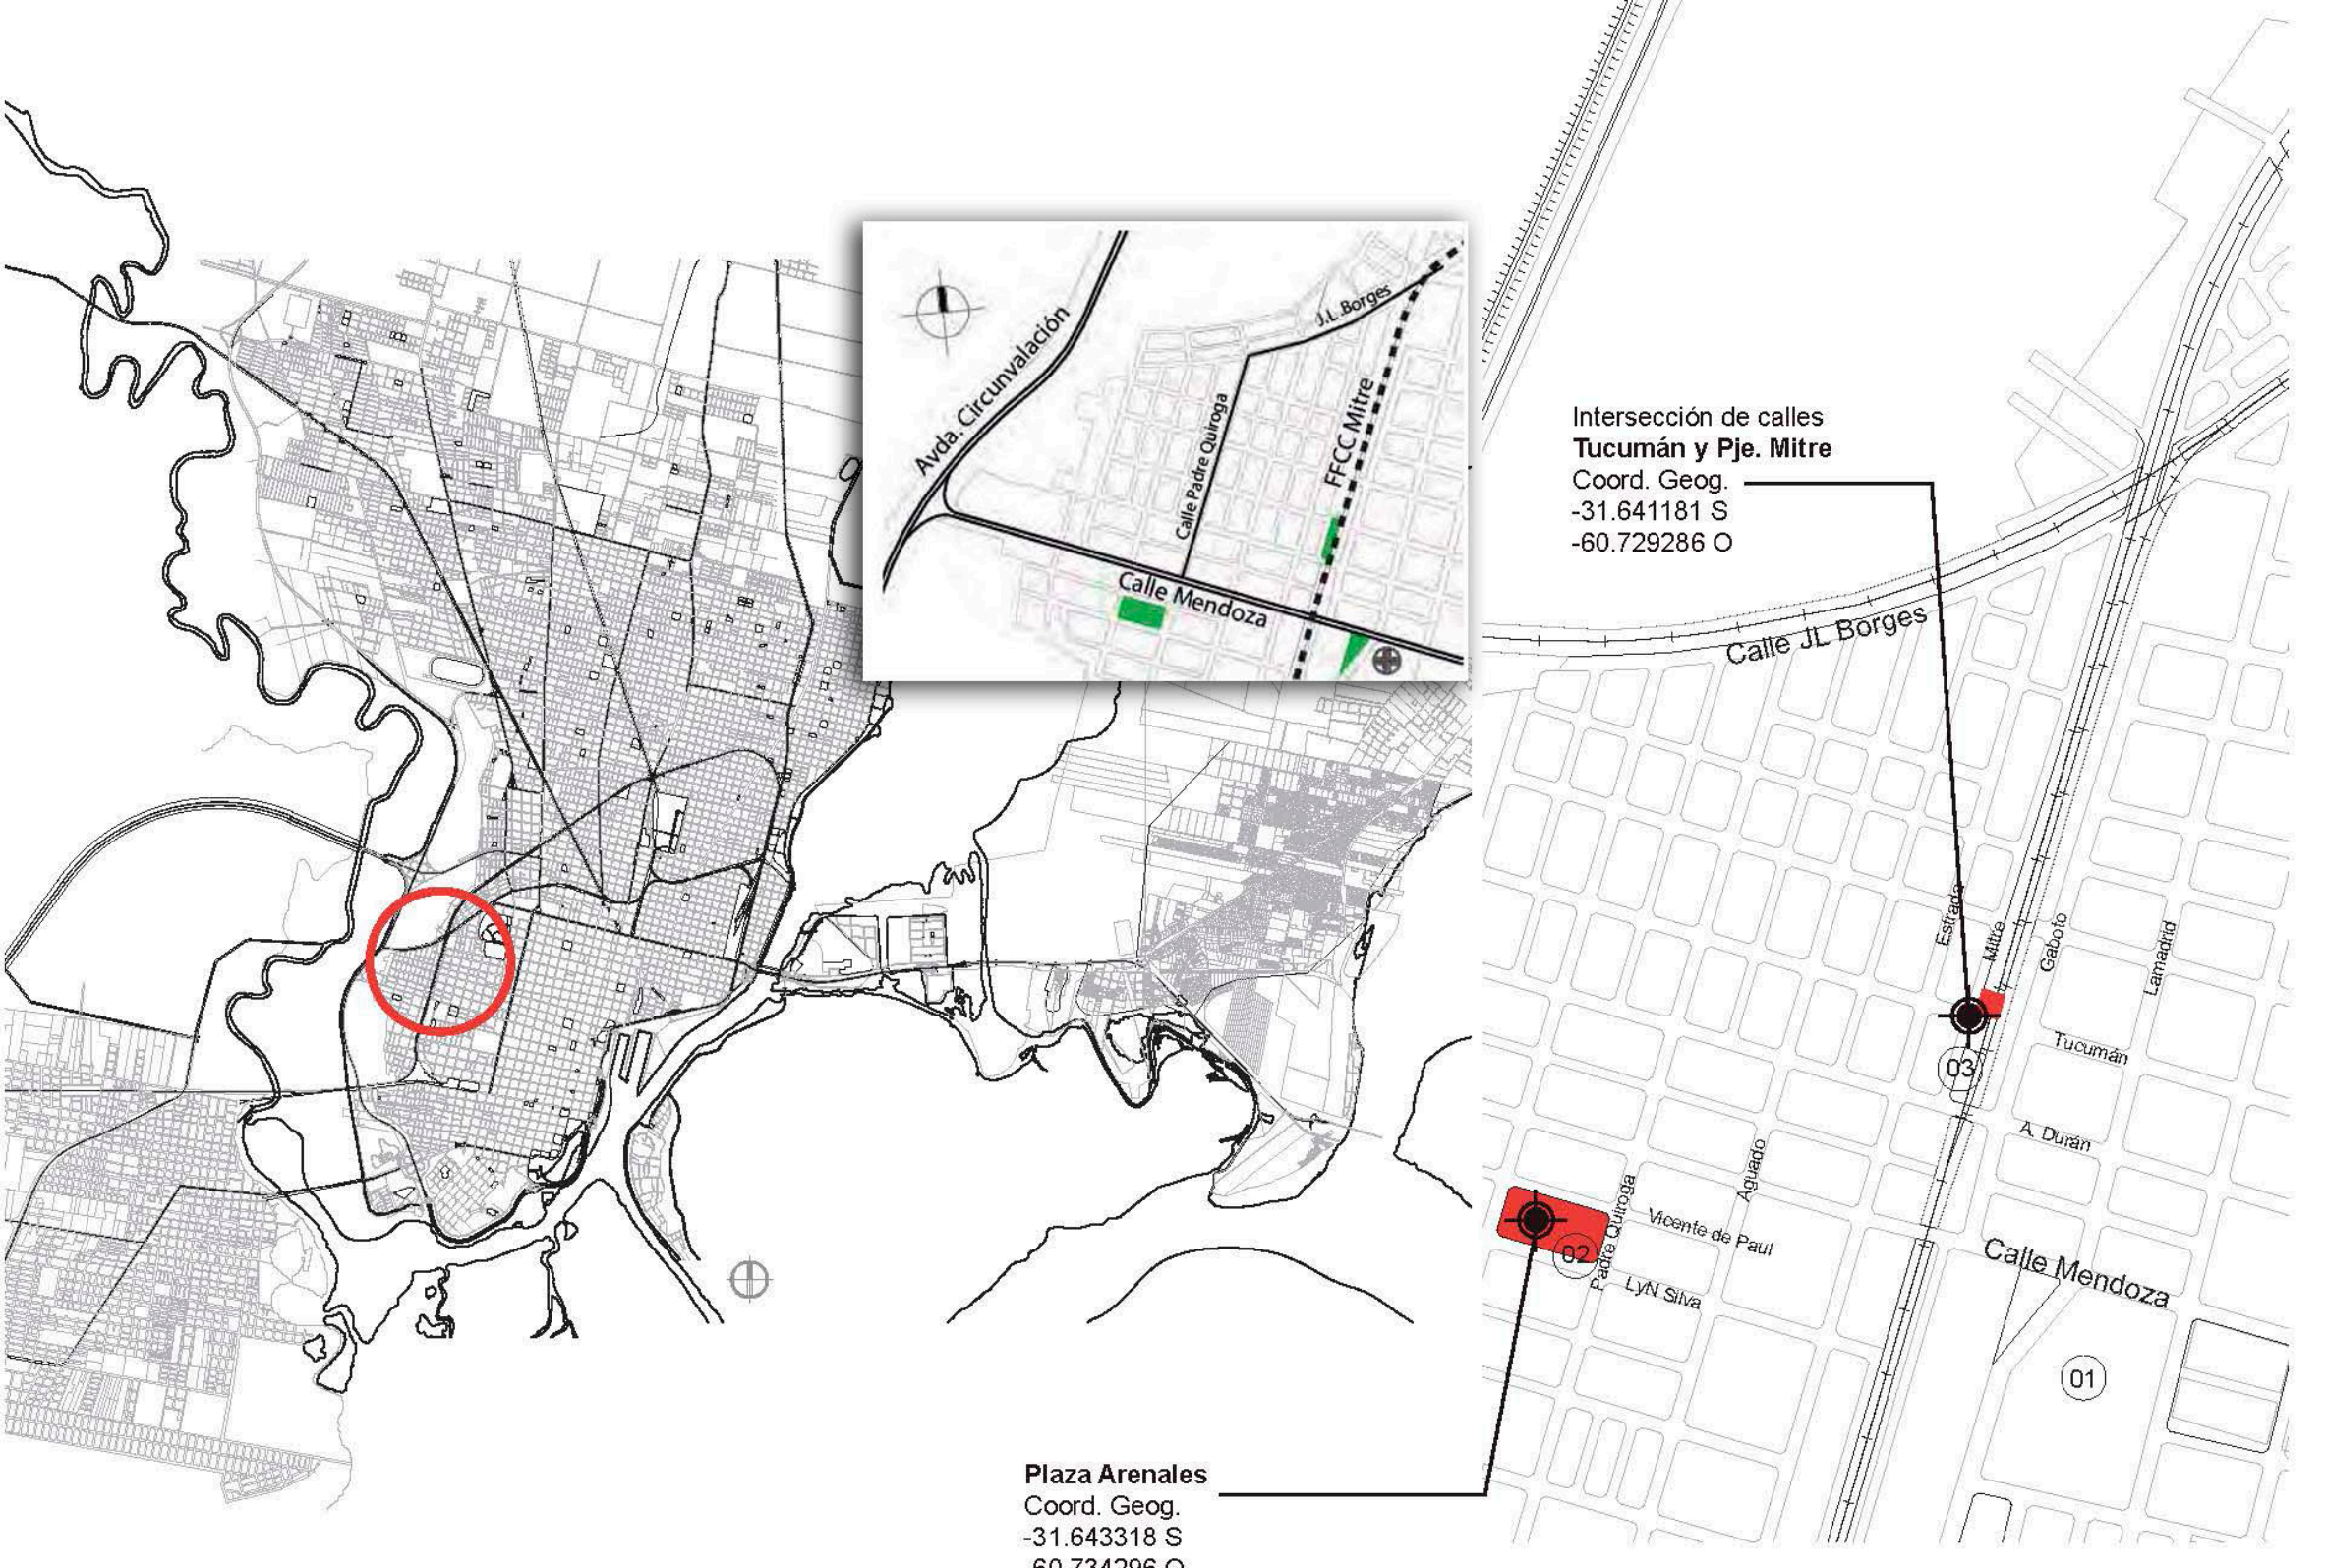 Avda. Circunvalación
J.L.Borges
Calle Padre Quiroga
FFCC Mitre
Calle Mendoza
Intersección de calles
Tucumán y Pje. Mitre
Coord. Geog.
-31.641181 S
-60.729286 O
Calle JL Borges
Estrada
Mitre
Gaboto
Lamadrid
03
Tucumán
A. Durán
Aguado
Padre Quiroga
Vicente de Paul
02
LyN Silva
Calle Mendoza
01
Plaza Arenales
Coord. Geog.
-31.643318 S
-60.734296 O